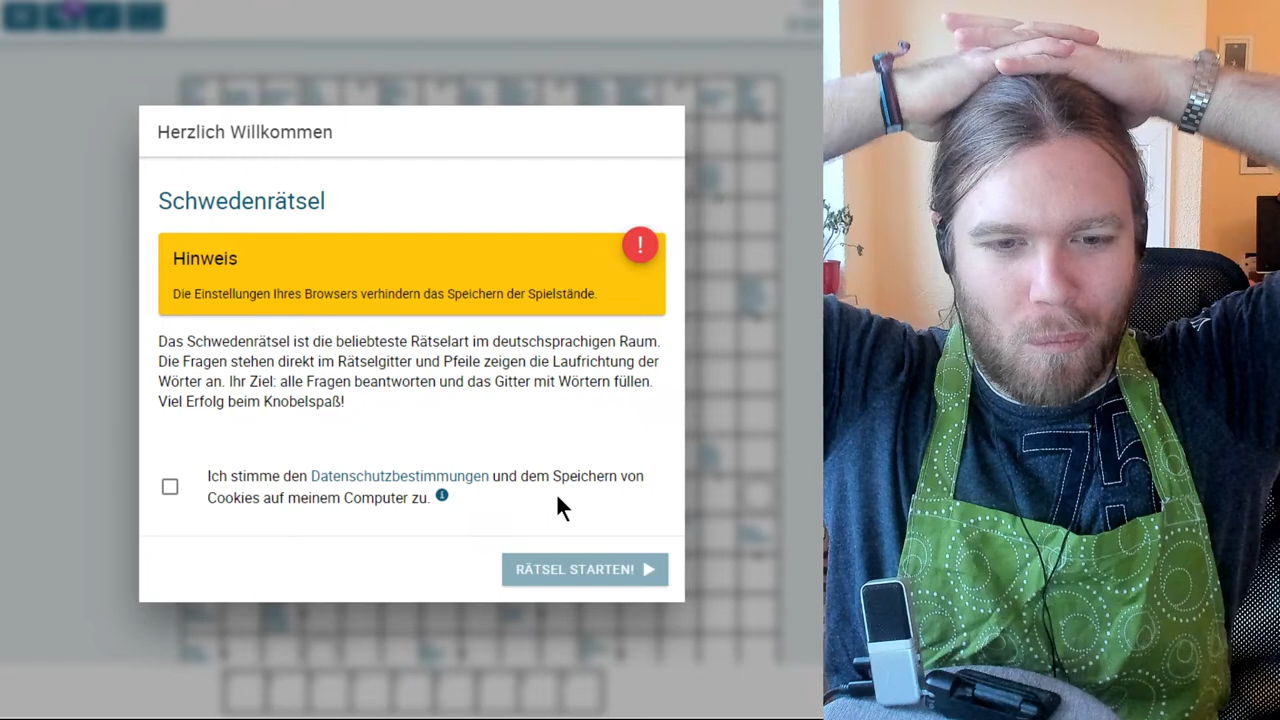 Herzlich Willkommen
Schwedenrätsel
Hinweis
!
Die Einstellungen Ihres Browsers verhindern das Speichern der Spielstände.
Das Schwedenrätsel ist die beliebteste Rätselart im deutschsprachigen Raum.
Die Fragen stehen direkt im Rätselgitter und Pfeile zeigen die Laufrichtung der
Wörter an. Ihr Ziel: alle Fragen beantworten und das Gitter mit Wörtern füllen.
Viel Erfolg beim Knobelspaß!
Ich stimme den Datenschutzbestimmungen und dem Speichern von
Cookies auf meinem Computer zu. i
RÄTSEL STARTEN!
75